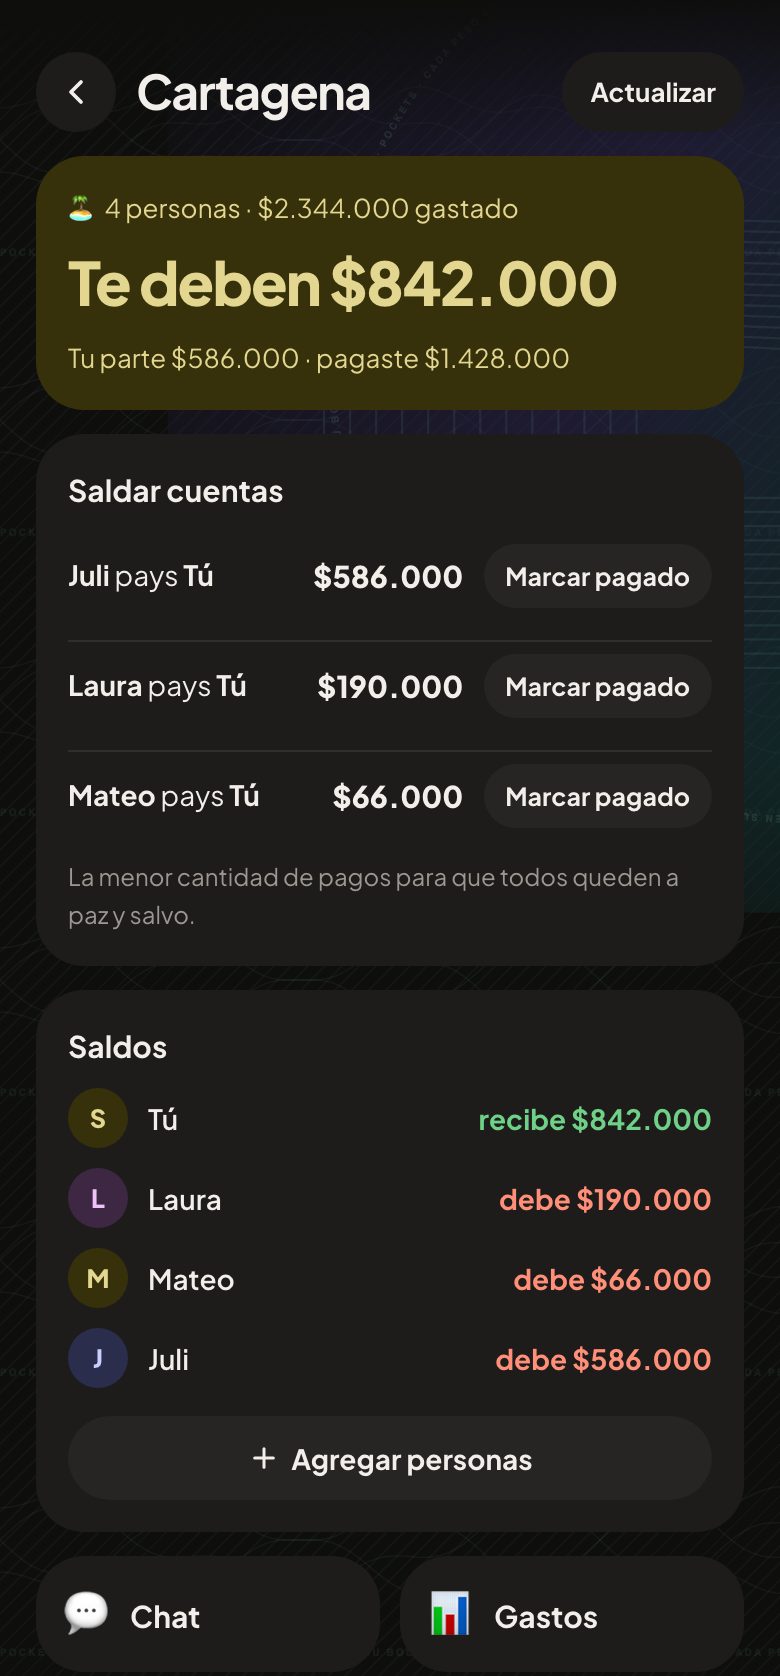 Cartagena
Actualizar
4 personas · $2.344.000 gastado
Te deben $842.000
Tu parte $586.000 · pagaste $1.428.000
Saldar cuentas
Juli pays Tú $586.000 Marcar pagado
Laura pays Tú $190.000 Marcar pagado
Mateo pays Tú $66.000 Marcar pagado
La menor cantidad de pagos para que todos queden a
paz y salvo.
Saldos
S Tú recibe $842.000
L Laura debe $190.000
M Mateo debe $66.000
J Juli debe $586.000
+ Agregar personas
Chat
Gastos